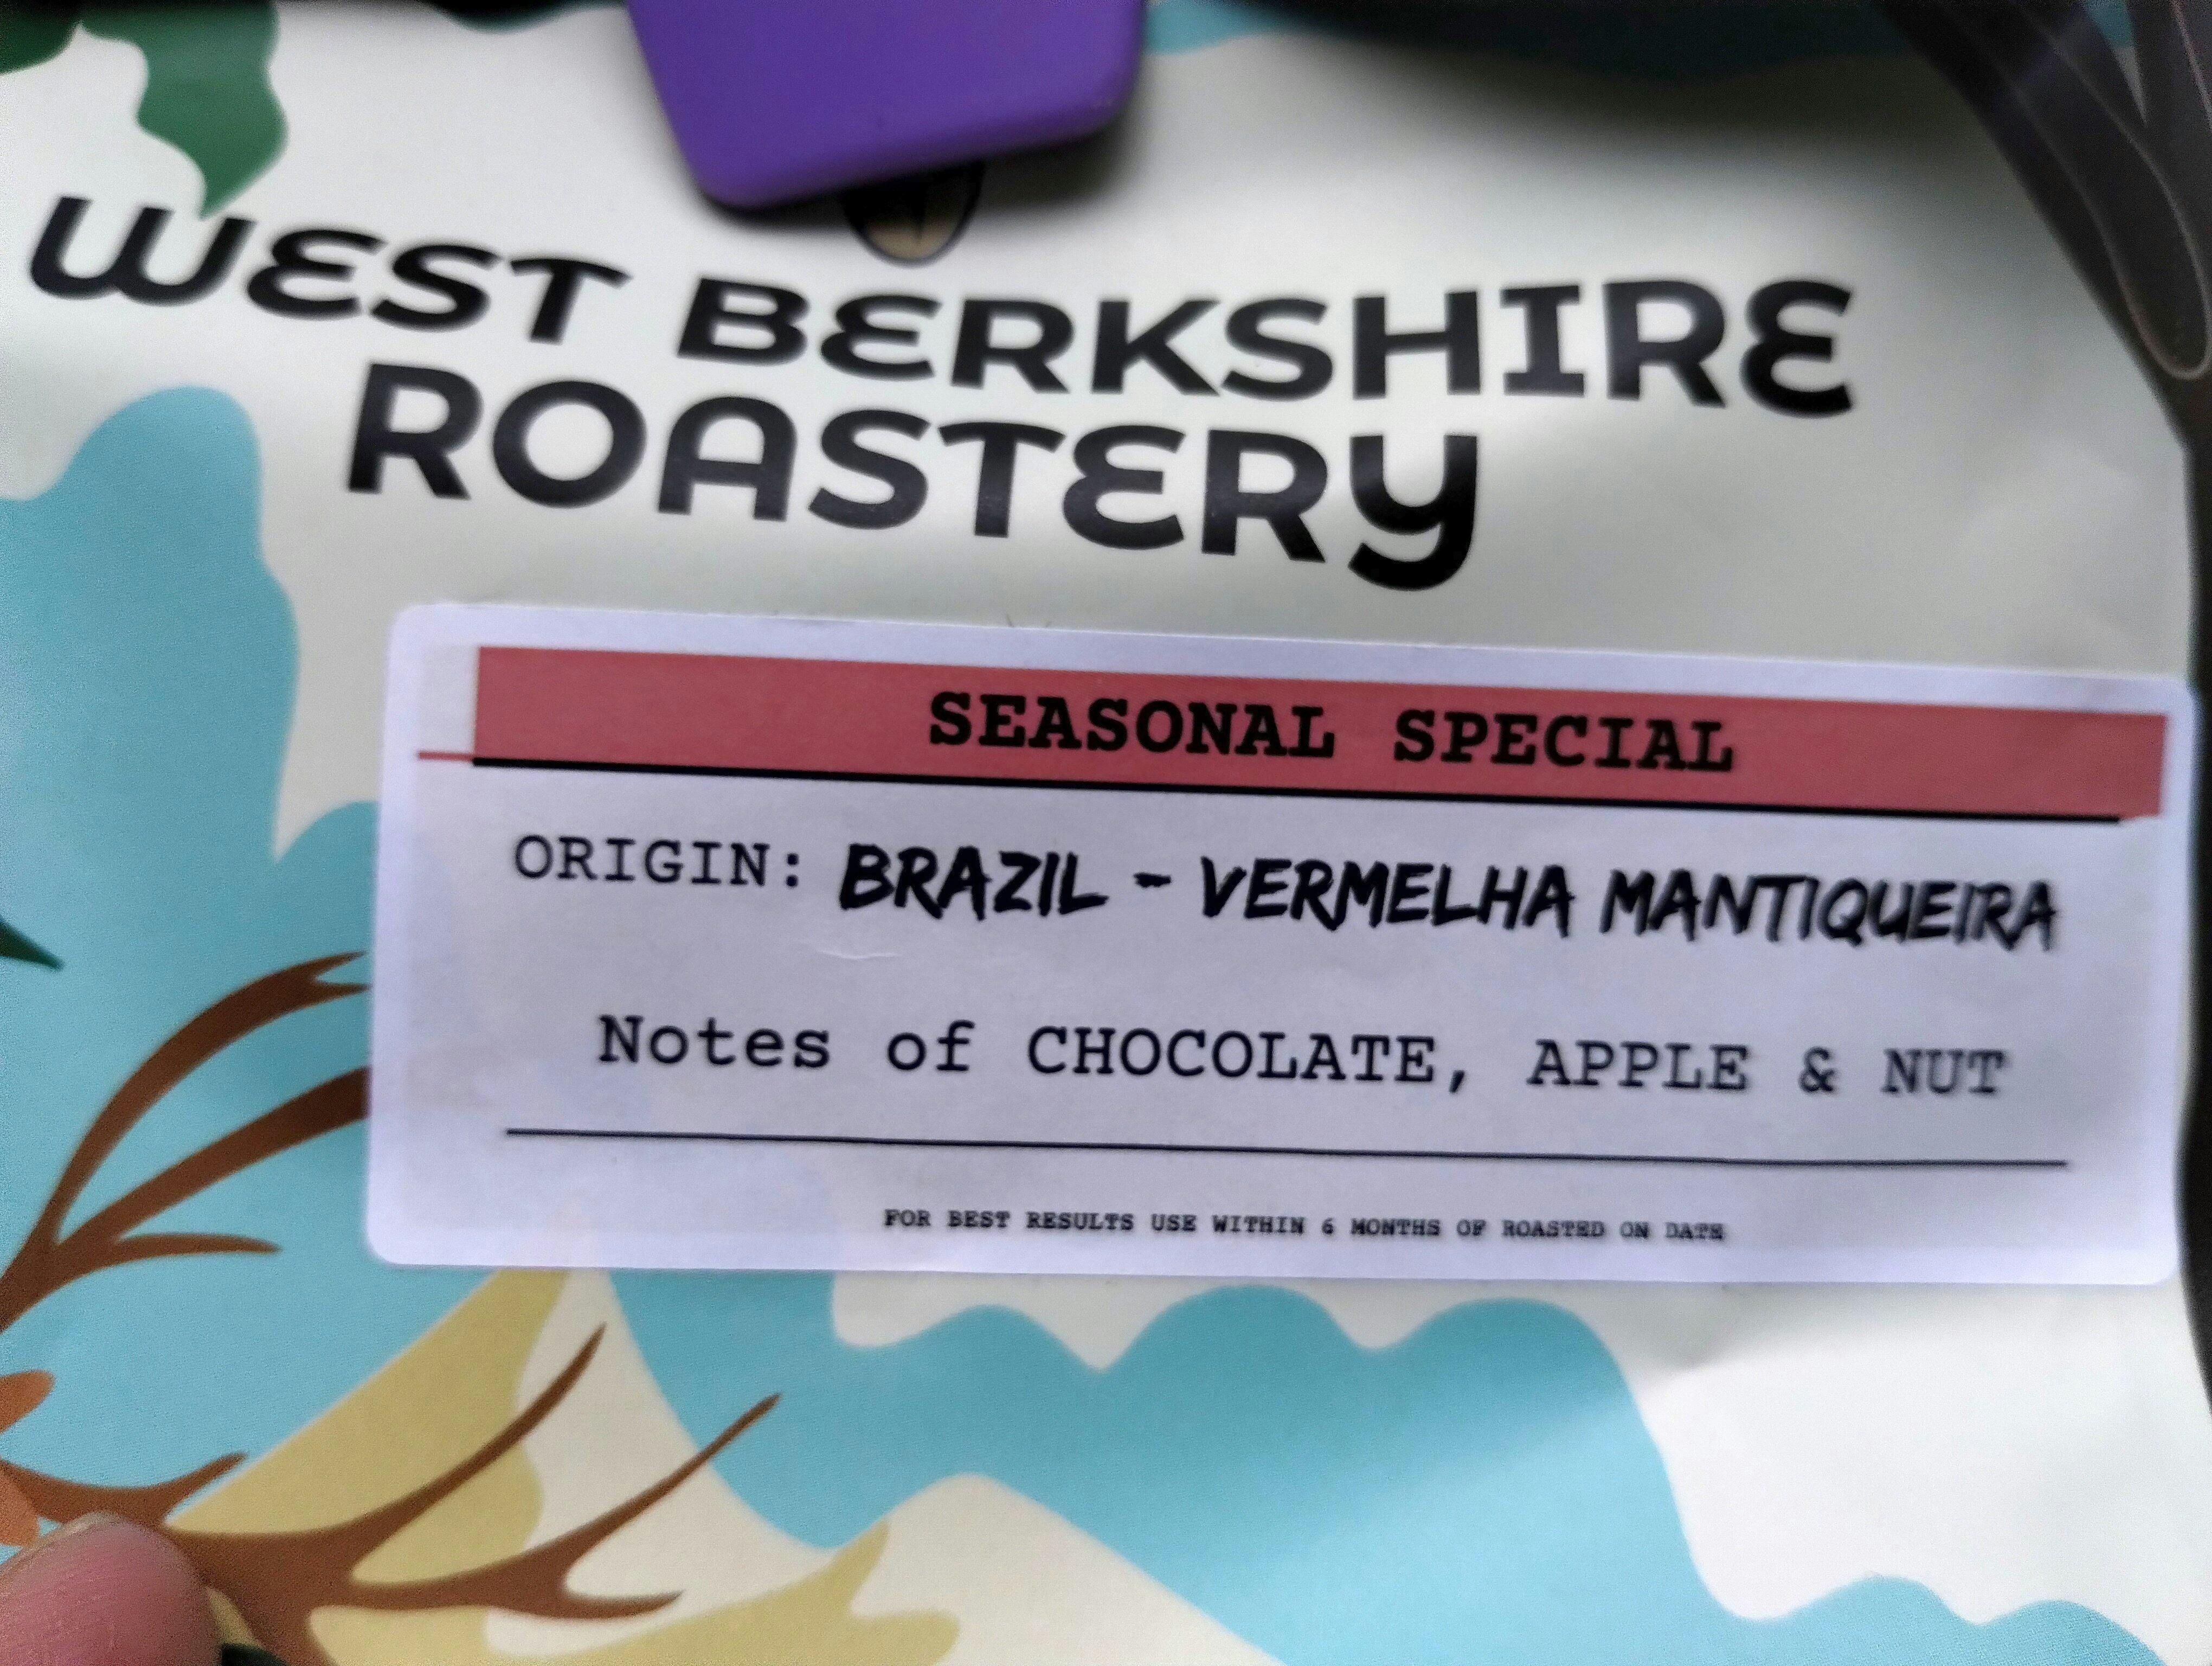 WEST BERKSHIRE
ROASTERY
SEASONAL SPECIAL
ORIGIN: BRAZIL - VERMELHA MANTIQUEIRA
Notes of CHOCOLATE, APPLE & NUT
FOR BEST RESULTS USE WITHIN 6 MONTHS OF ROASTED ON DATE